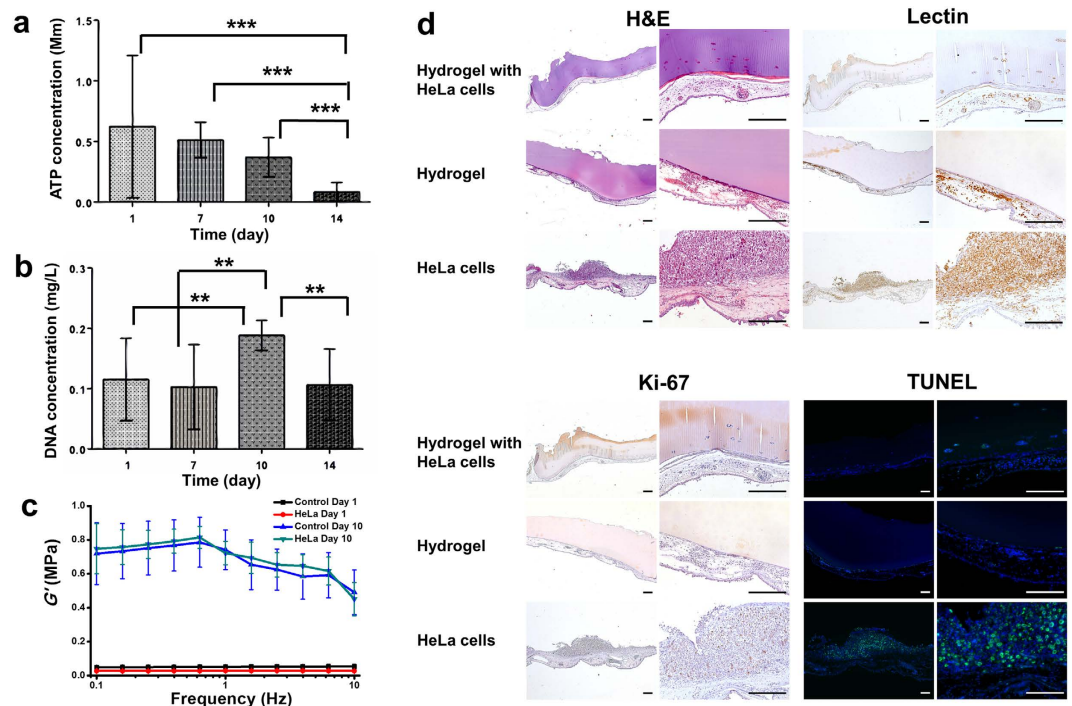 a
ATP concentration (Mm)
1.5
1.0
0.5
0.0
***
***
***
1 7 10 14
Time (day)
b
DNA concentration (mg/L)
0.3
0.2
0.1
0.0
**
**
**
1 7 10 14
Time (day)
c
G' (MPa)
1.0
0.8
0.6
0.4
0.2
0.0
Control Day 1
HeLa Day 1
Control Day 10
HeLa Day 10
0.1 1 10
Frequency (Hz)
d
H&E Lectin
Hydrogel with
HeLa cells
Hydrogel
HeLa cells
Ki-67 TUNEL
Hydrogel with
HeLa cells
Hydrogel
HeLa cells